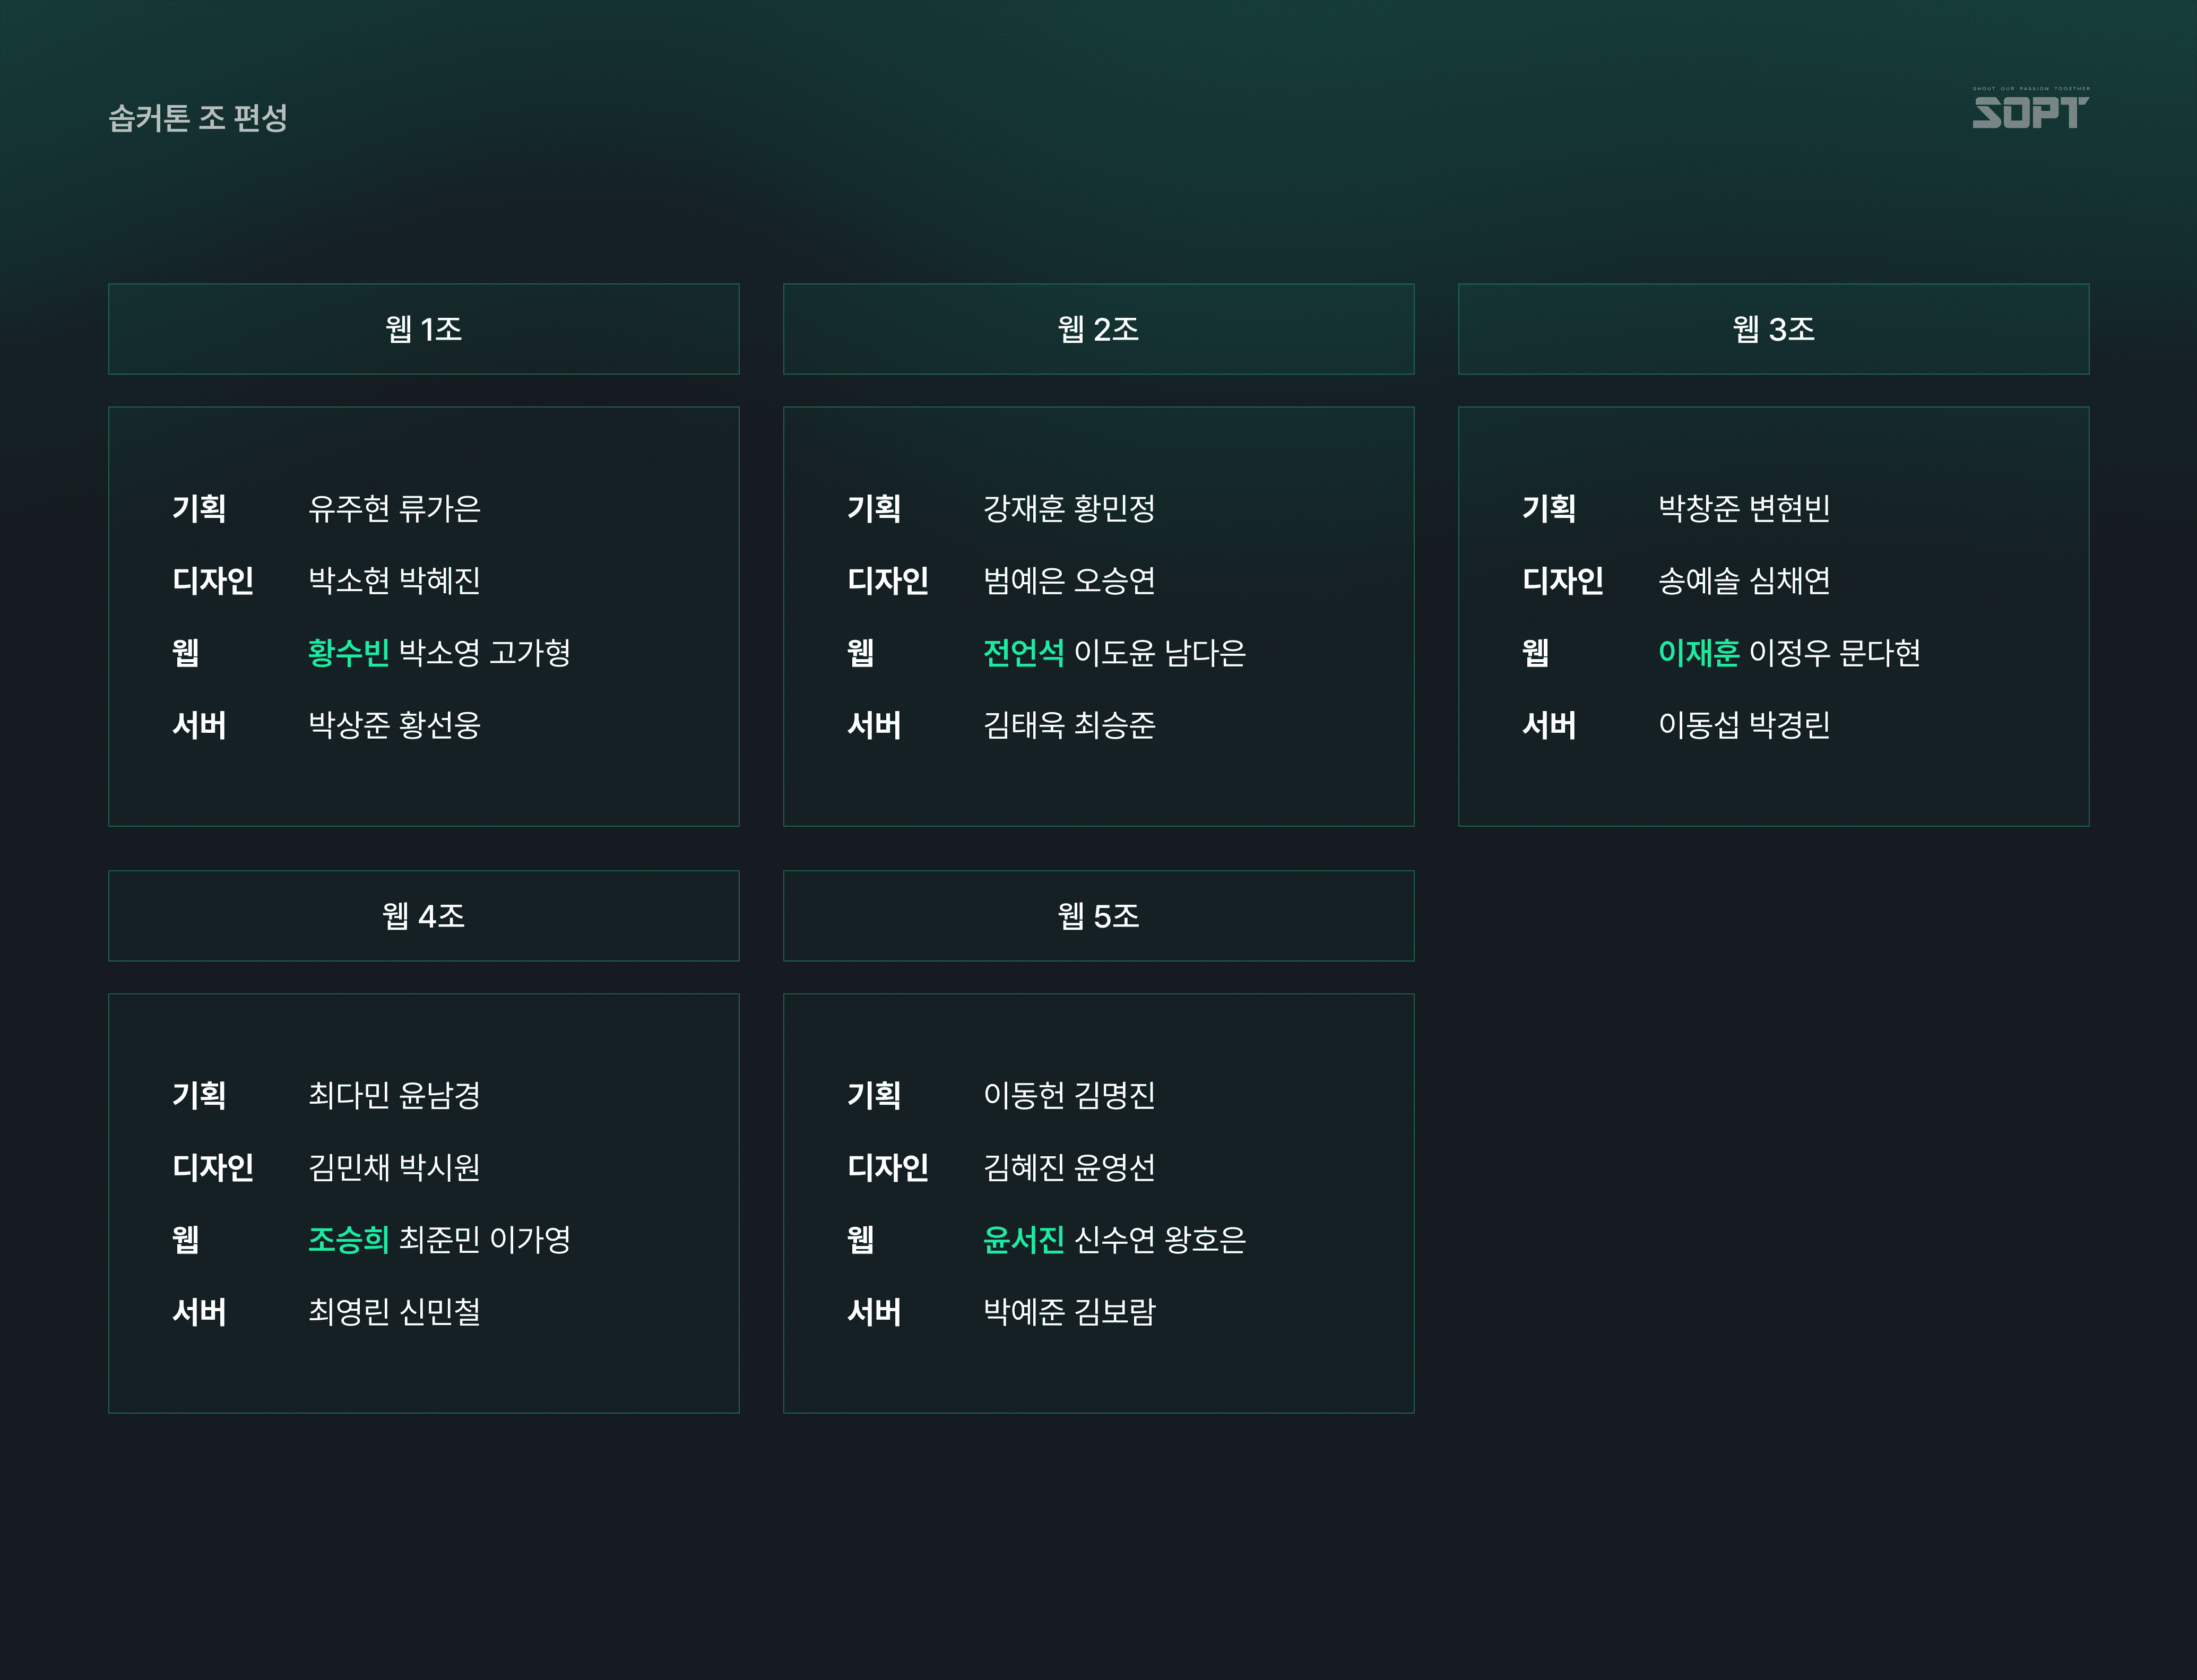 솝커톤 조 편성
SHOUT OUR PASSION TOGETHER
SOPT
웹 1조
기획 유주현 류가은
디자인 박소현 박혜진
웹 황수빈 박소영 고가형
서버 박상준 황선웅
웹 2조
기획 강재훈 황민정
디자인 범예은 오승연
웹 전언석 이도윤 남다은
서버 김태욱 최승준
웹 3조
기획 박창준 변현빈
디자인 송예솔 심채연
웹 이재훈 이정우 문다현
서버 이동섭 박경린
웹 4조
기획 최다민 윤남경
디자인 김민채 박시원
웹 조승희 최준민 이가영
서버 최영린 신민철
웹 5조
기획 이동헌 김명진
디자인 김혜진 윤영선
웹 윤서진 신수연 왕호은
서버 박예준 김보람